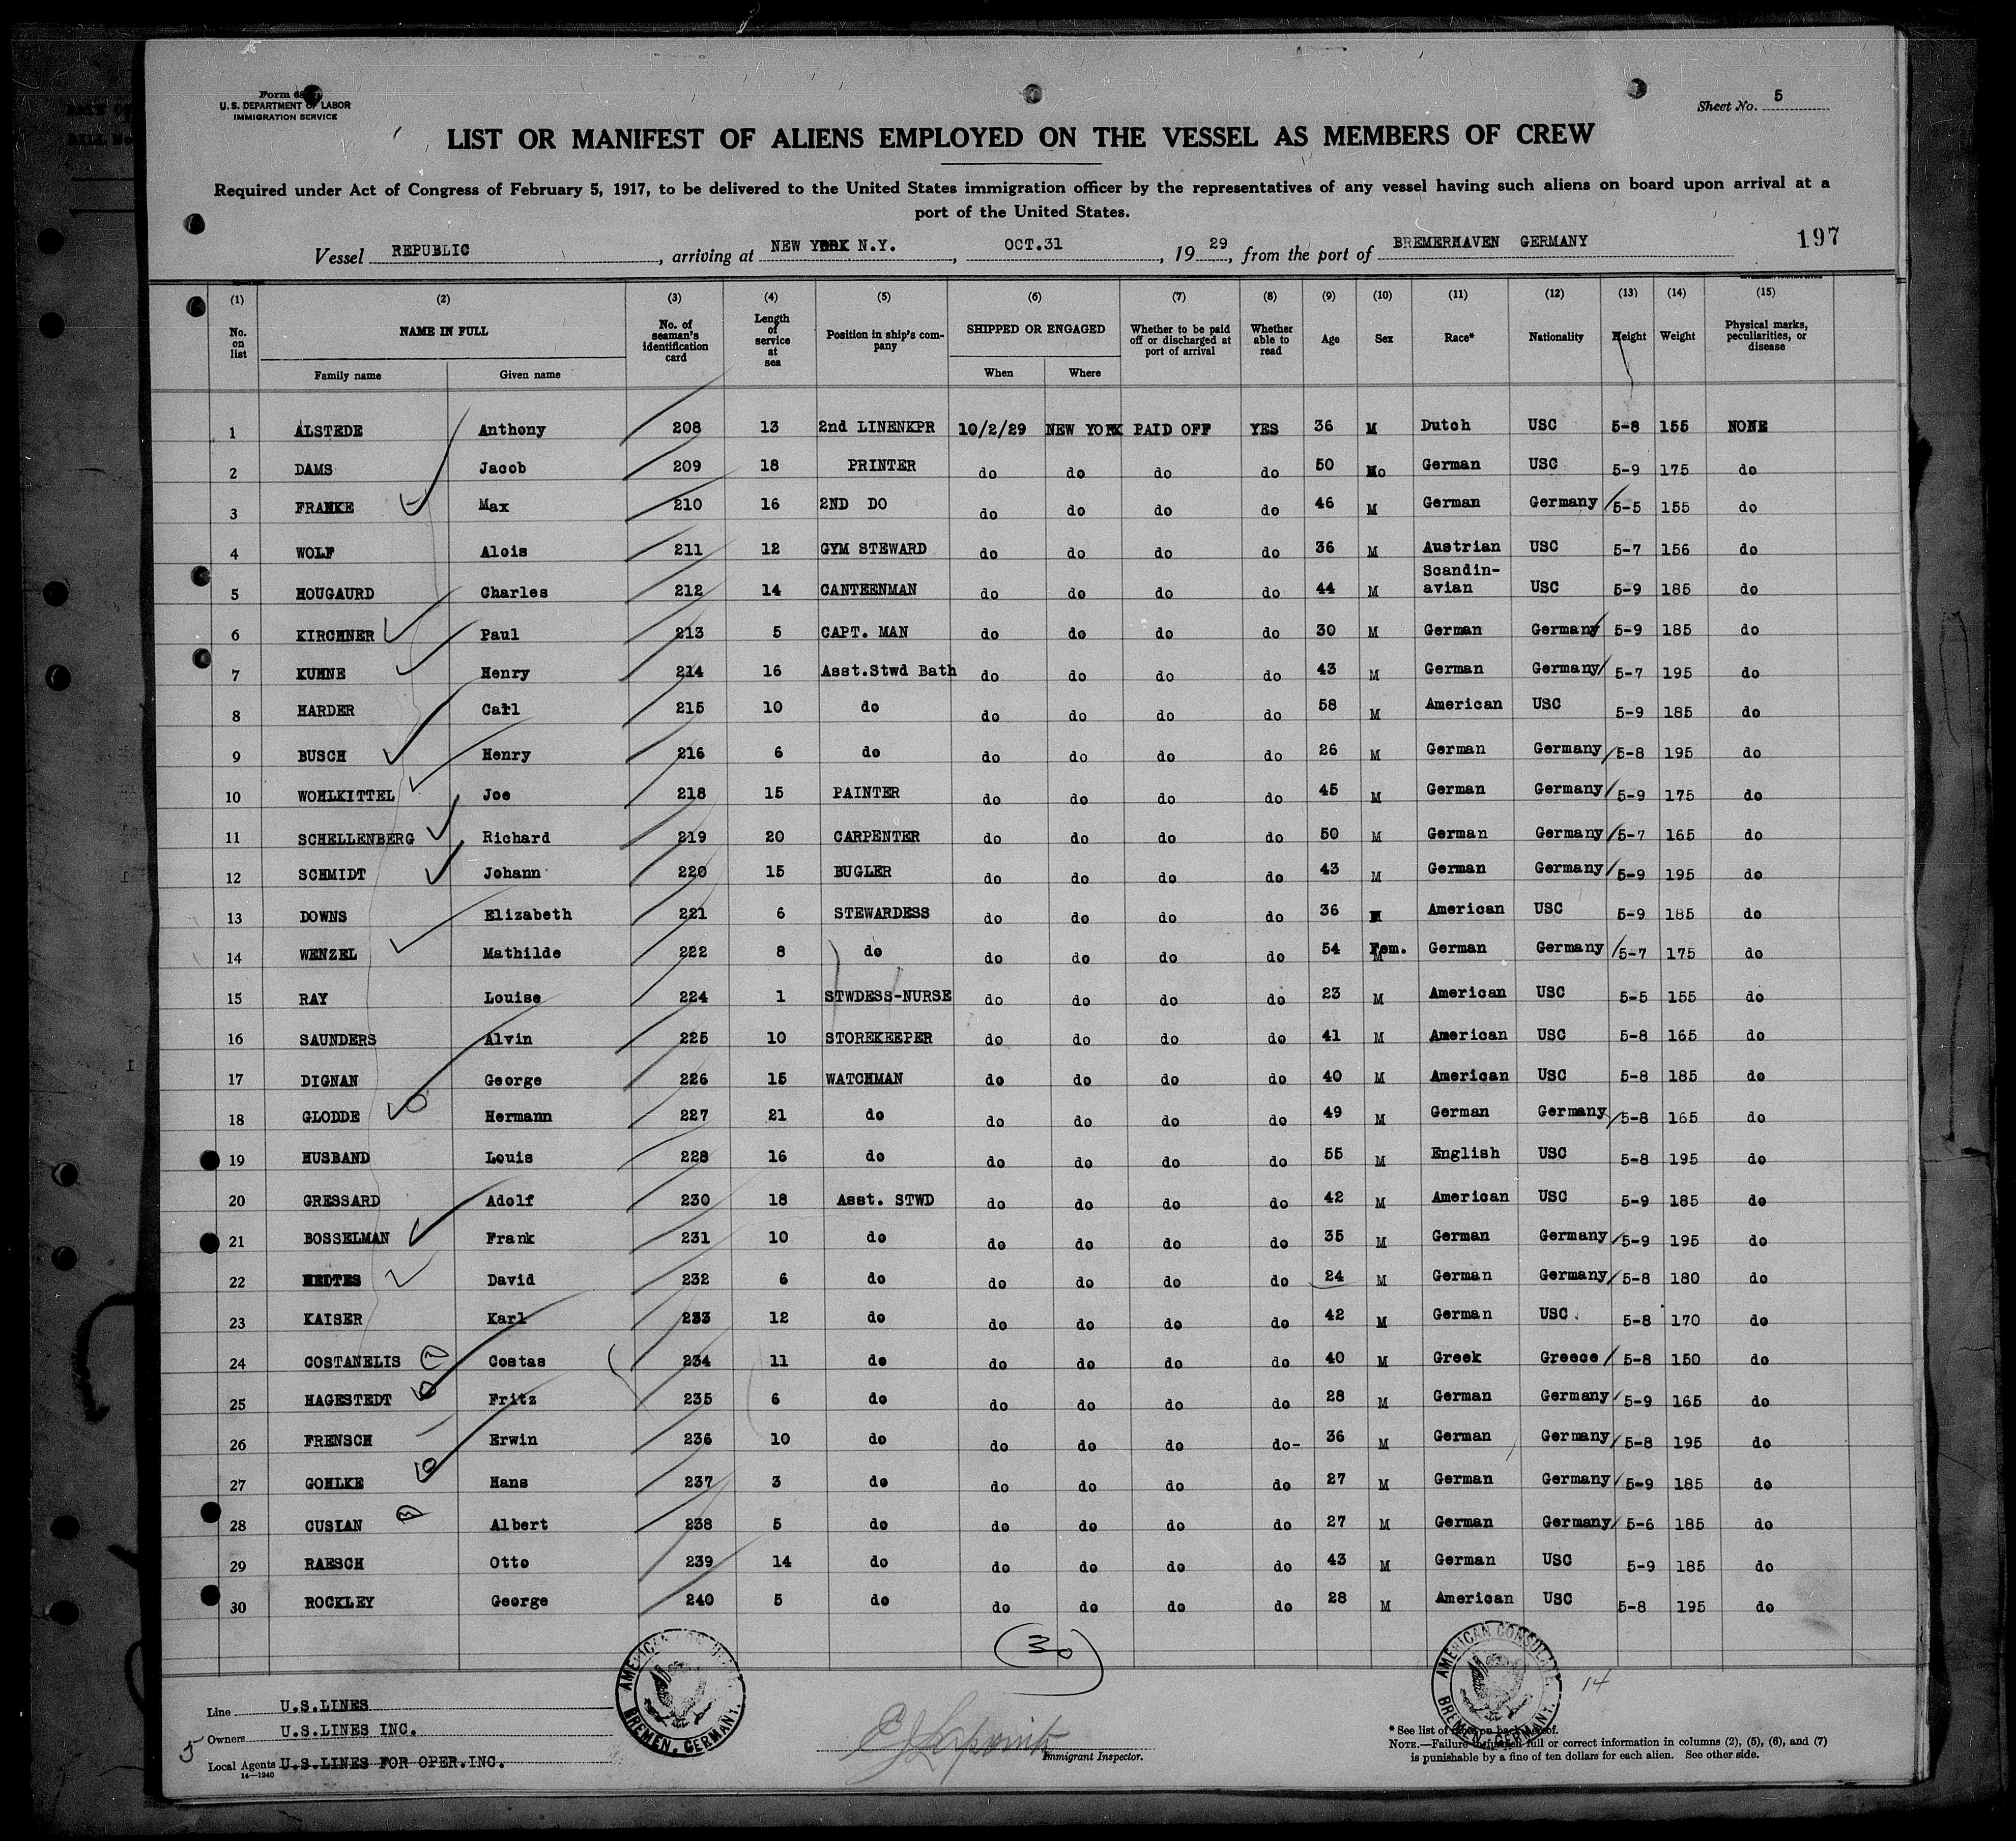 Form 6
U. S. DEPARTMENT OF LABOR
IMMIGRATION SERVICE
Sheet No. 5
LIST OR MANIFEST OF ALIENS EMPLOYED ON THE VESSEL AS MEMBERS OF CREW
Required under Act of Congress of February 5, 1917, to be delivered to the United States immigration officer by the representatives of any vessel having such aliens on board upon arrival at a
port of the United States.
Vessel REPUBLIC, arriving at NEW YORK N.Y., OCT.31, 1929, from the port of BREMERHAVEN GERMANY
197
(1) (2) (3) (4) (5) (6) (7) (8) (9) (10) (11) (12) (13) (14) (15)
No. on list NAME IN FULL No. of seaman's identification card Length of service at sea Position in ship's company SHIPPED OR ENGAGED Whether to be paid off or discharged at port of arrival Whether able to read Age Sex Race* Nationality Height Weight Physical marks, peculiarities, or disease
Family name Given name When Where
1 ALSTEDE Anthony 208 13 2nd LINENKPR 10/2/29 NEW YORK PAID OFF YES 36 M Dutch USC 5-8 155 NONE
2 DAMS Jacob 209 18 PRINTER do do do do 50 Mo German USC 5-9 175 do
3 FRANKE Max 210 16 2ND DO do do do do 46 M German Germany 5-5 155 do
4 WOLF Alois 211 12 GYM STEWARD do do do do 36 M Austrian USC 5-7 156 do
5 HOUGAURD Charles 212 14 CANTEENMAN do do do do 44 M Scandin-avian USC 5-9 185 do
6 KIRCHNER Paul 213 5 CAPT. MAN do do do do 30 M German Germany 5-9 185 do
7 KUHNE Henry 214 16 Asst.Stwd Bath do do do do 43 M German Germany 5-7 195 do
8 HARDER Carl 215 10 do do do do do 58 M American USC 5-9 185 do
9 BUSCH Henry 216 6 do do do do do 26 M German Germany 5-8 195 do
10 WOHLKITTEL Joe 218 15 PAINTER do do do do 45 M German Germany 5-9 175 do
11 SCHELLENBERG Richard 219 20 CARPENTER do do do do 50 M German Germany 5-7 165 do
12 SCHMIDT Johann 220 15 BUGLER do do do do 43 M German Germany 5-9 195 do
13 DOWNS Elizabeth 221 6 STEWARDESS do do do do 36 American USC 5-9 185 do
14 WENZEL Mathilde 222 8 do do do do do 54 Fem. German Germany 5-7 175 do
15 RAY Louise 224 1 STWDESS-NURSE do do do do 23 M American USC 5-5 155 do
16 SAUNDERS Alvin 225 10 STOREKEEPER do do do do 41 M American USC 5-8 165 do
17 DIGNAN George 226 15 WATCHMAN do do do do 40 M American USC 5-8 185 do
18 GLODDE Hermann 227 21 do do do do do 49 M German Germany 5-8 165 do
19 HUSBAND Louis 228 16 do do do do do 55 M English USC 5-8 195 do
20 GRESSARD Adolf 230 18 Asst. STWD do do do do 42 M American USC 5-9 185 do
21 BOSSELMAN Frank 231 10 do do do do do 35 M German Germany 5-9 195 do
22 David 232 6 do do do do do 24 M German Germany 5-8 180 do
23 KAISER Karl 233 12 do do do do do 42 M German USC 5-8 170 do
24 COSTANELIS Costas 234 11 do do do do do 40 M Greek Greece 5-8 150 do
25 HAGESTEDT Fritz 235 6 do do do do do 28 M German Germany 5-9 165 do
26 FRENSCH Erwin 236 10 do do do do do- 36 M German Germany 5-8 195 do
27 GOHLKE Hans 237 3 do do do do do 27 M German Germany 5-9 185 do
28 CUSIAN Albert 238 5 do do do do do 27 M German Germany 5-6 185 do
29 RAESCH Otto 239 14 do do do do do 43 M German USC 5-9 185 do
30 ROCKLEY George 240 5 do do do do do 28 M American USC 5-8 195 do
(30)
AMERICAN BREMEN, GERMANY.
AMERICAN CONSULATE BREMEN, GERMANY.
14
Line U.S.LINES
Owners U.S.LINES INC.
5
Local Agents U.S.LINES FOR OPER.INC.
14—1240
Immigrant Inspector.
* See list of races on back hereof.
NOTE.—Failure to furnish full or correct information in columns (2), (5), (6), and (7)
is punishable by a fine of ten dollars for each alien. See other side.